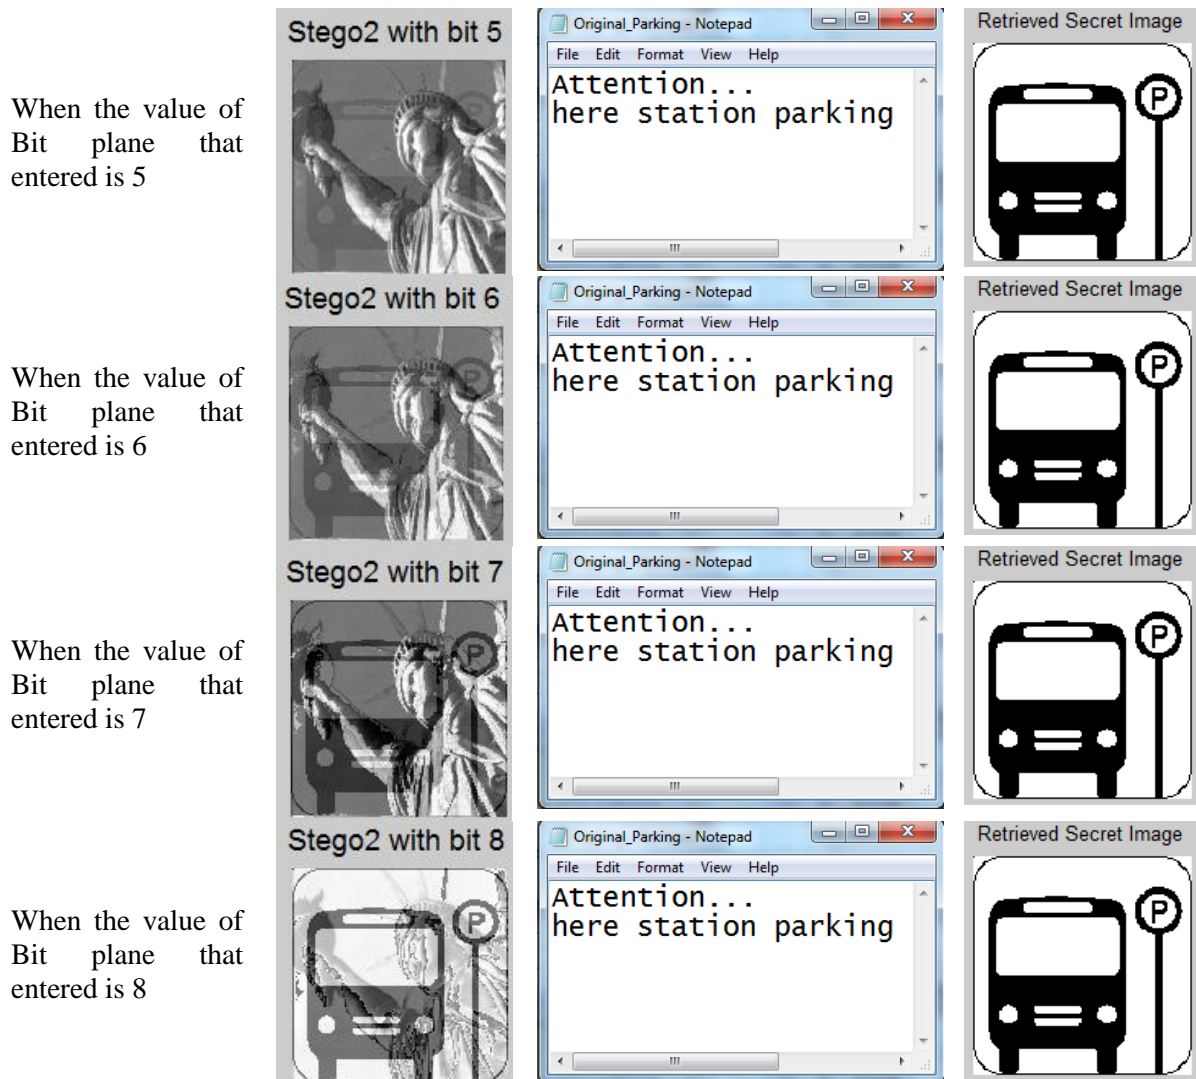 When the value of
Bit plane that
entered is 5
Stego2 with bit 5
Original_Parking - Notepad
File Edit Format View Help
Attention...
here station parking
Retrieved Secret Image
P
When the value of
Bit plane that
entered is 6
Stego2 with bit 6
P
Original_Parking - Notepad
File Edit Format View Help
Attention...
here station parking
Retrieved Secret Image
P
When the value of
Bit plane that
entered is 7
Stego2 with bit 7
P
Original_Parking - Notepad
File Edit Format View Help
Attention...
here station parking
Retrieved Secret Image
P
When the value of
Bit plane that
entered is 8
Stego2 with bit 8
P
Original_Parking - Notepad
File Edit Format View Help
Attention...
here station parking
Retrieved Secret Image
P